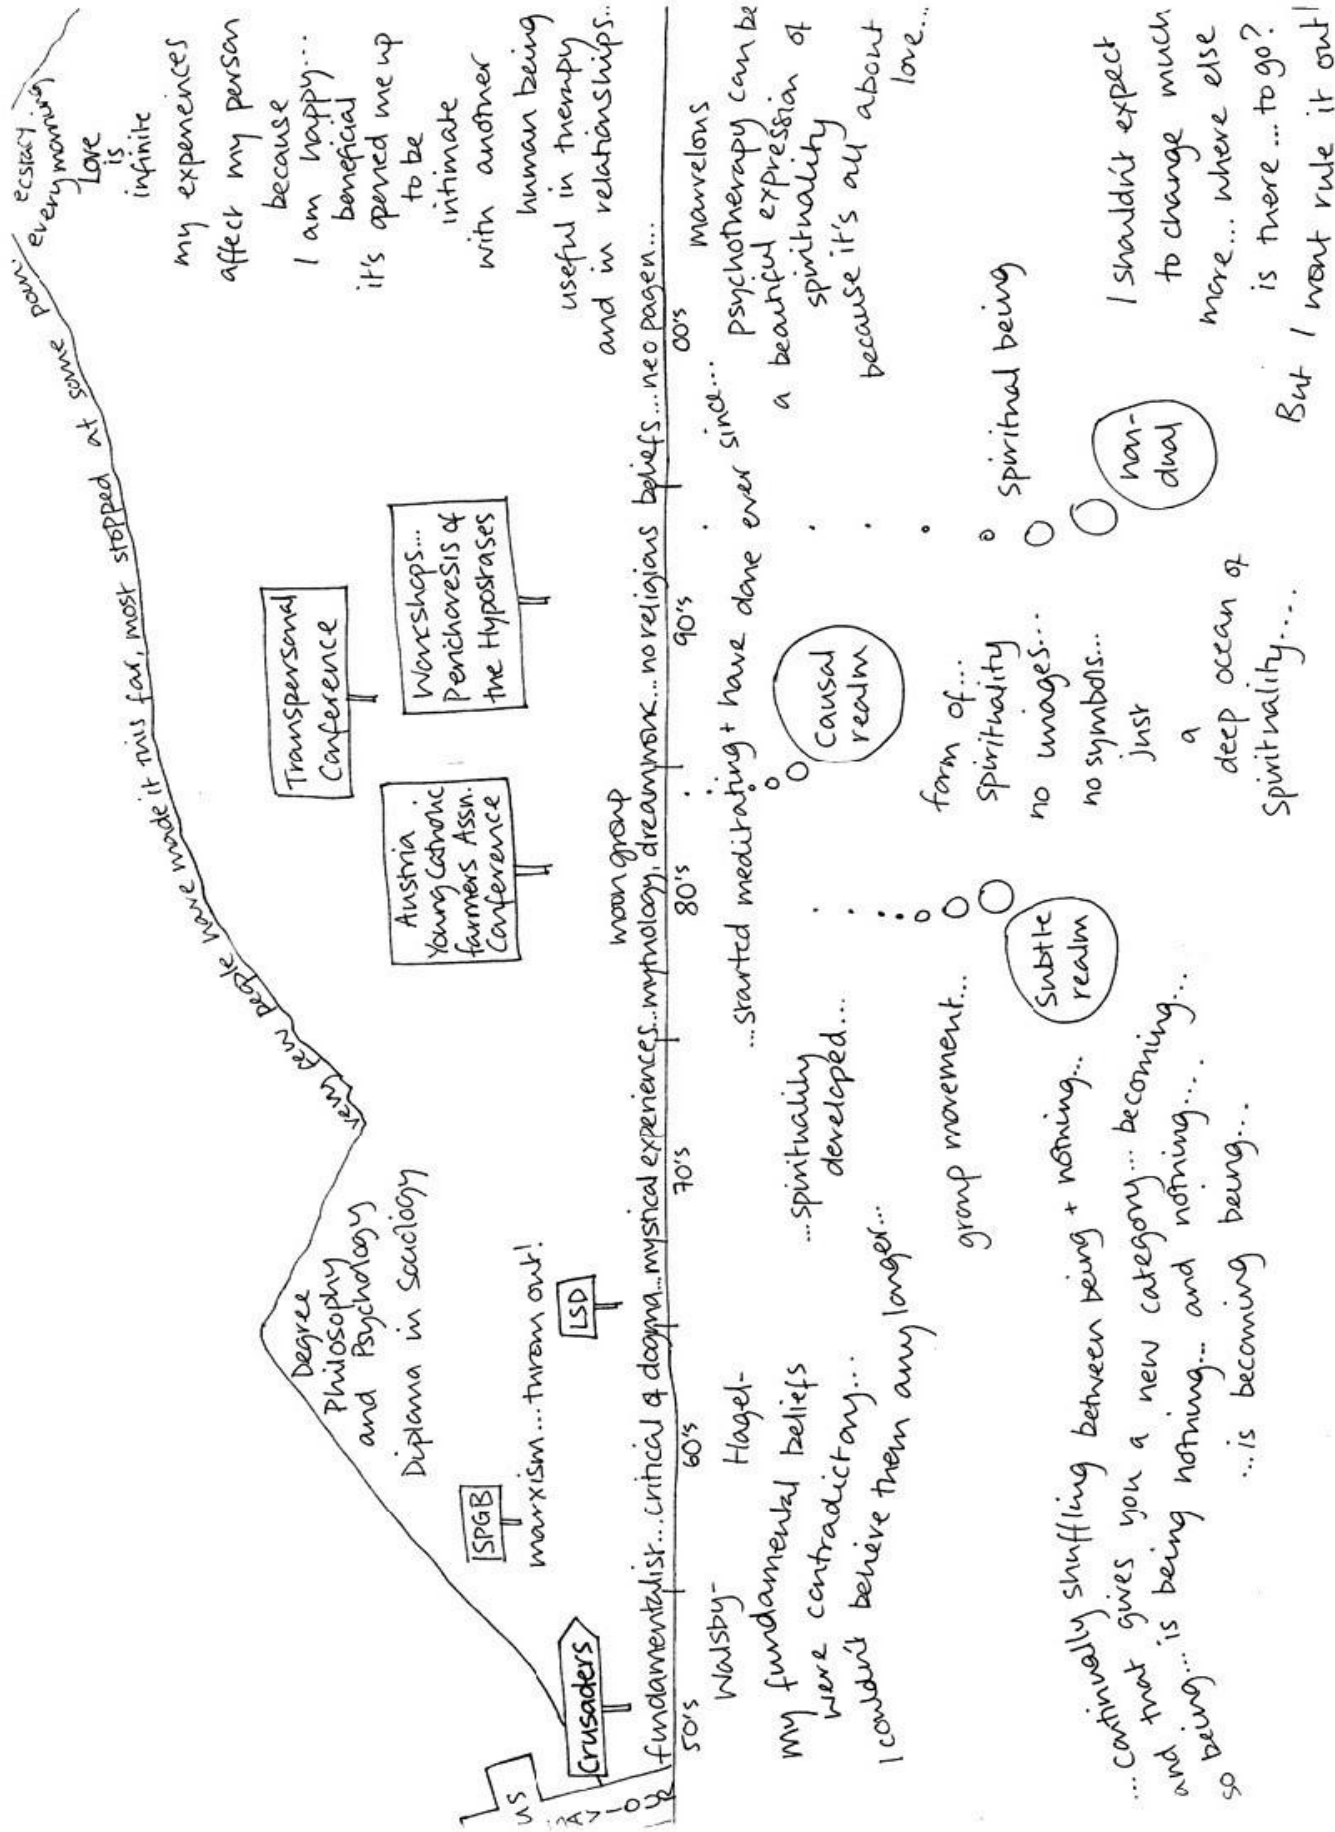 very few people have made it this far, most stopped at some point
ecstacy
every morning
Love
is
infinite
my experiences
affect my person
because
I am happy...
beneficial
it's opened me up
to be
intimate
with another
human being
useful in therapy
and in relationships..
Degree
Philosophy
and Psychology
Diploma in Sociology
Transpersonal
Conference
Workshops...
Perichoresis of
the Hypostases
Austria
Young Catholic
farmers Assn.
Conference
SPGB
marxism... thrown out!
LSD
moon group
US
Crusaders
fundamentalist... critical of dogma... mystical experiences.. mythology, dreamwork... no religious beliefs... neo pagen...
50's
60's
70's
80's
90's
00's
Walsby-
Hagel-
my fundamental beliefs
were contradictory...
I couldn't believe them any longer...
...spirituality
developed...
group movement...
...started meditating + have done ever since...
Subtle
realm
Causal
realm
form of...
spirituality
no images....
no symbols...
just
a
deep ocean of
Spirituality....
marvelous
psychotherapy can be
a beautiful expression of
spirituality
because it's all about
love...
spiritual being
non-
dual
I shouldn't expect
to change much
more... where else
is there... to go?
But I wont rule it out!
...continually shuffling between being + nothing...
and that gives you a new category... becoming...
so being... is being nothing... and nothing....
...is becoming being...